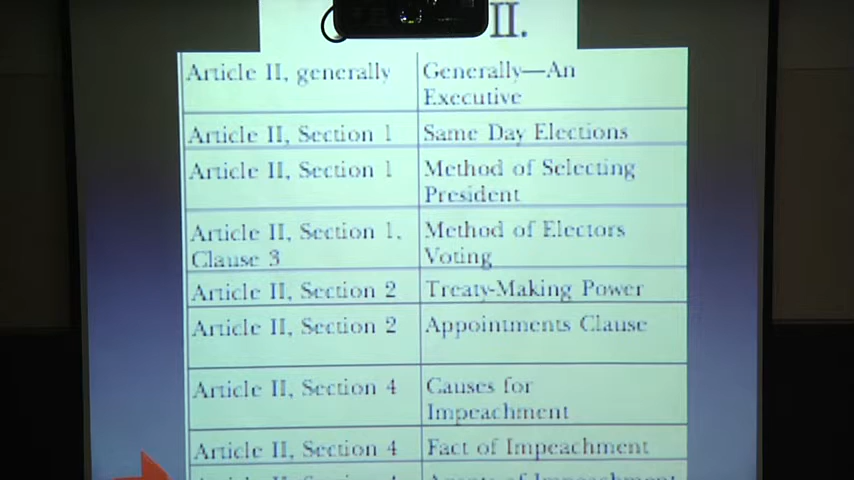 II.
Article II, generally
Generally—An
Executive
Article II, Section 1
Same Day Elections
Article II, Section 1
Method of Selecting
President
Article II, Section 1,
Clause 3
Method of Electors
Voting
Article II, Section 2
Treaty-Making Power
Article II, Section 2
Appointments Clause
Article II, Section 4
Causes for
Impeachment
Article II, Section 4
Fact of Impeachment